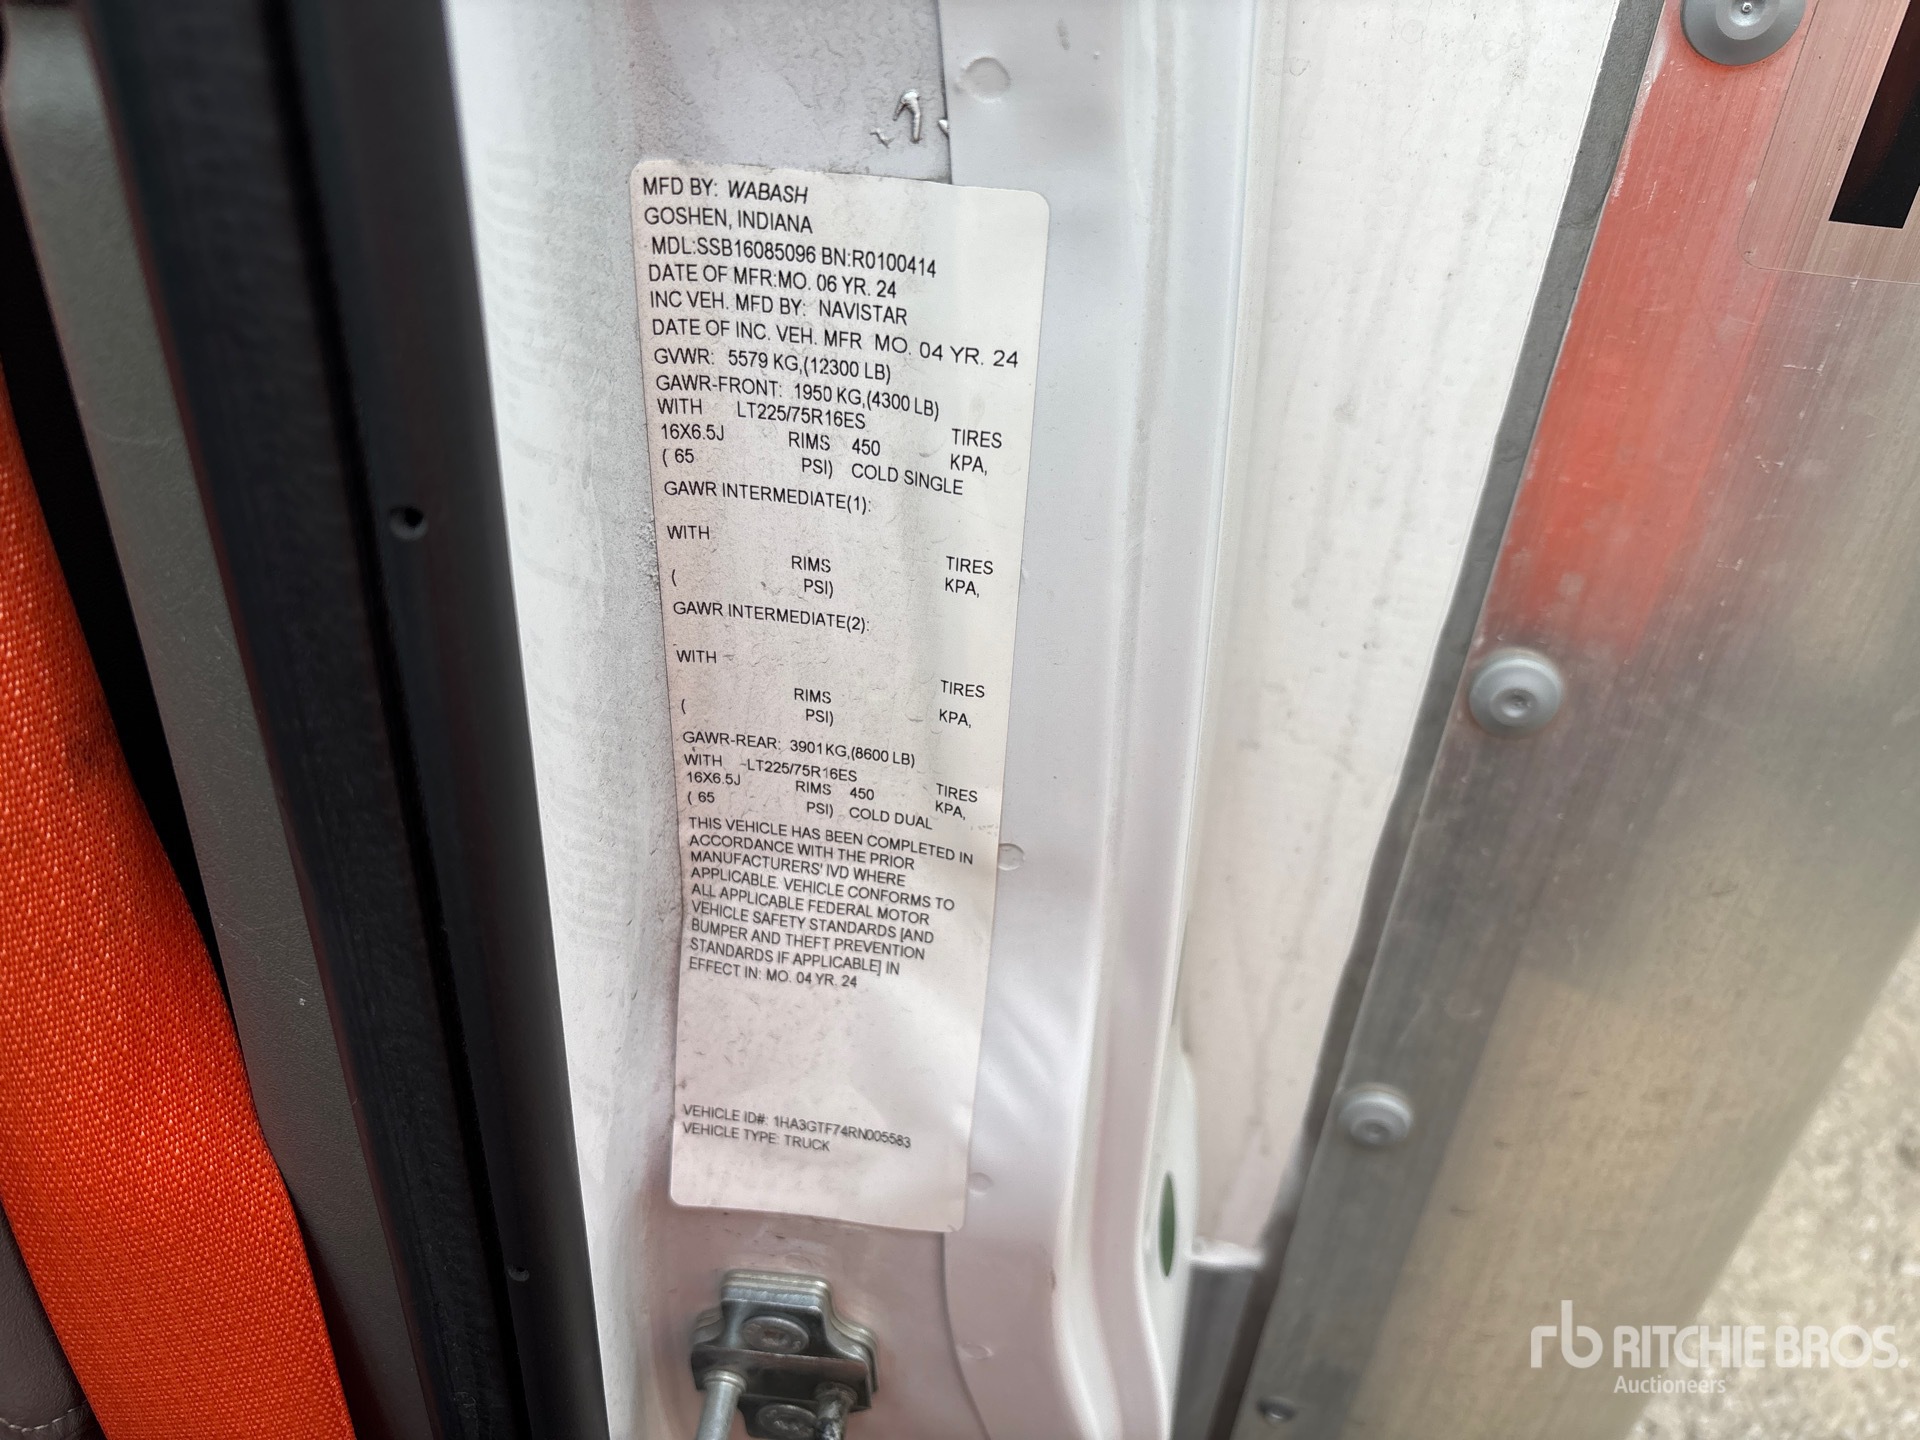 MFD BY: WABASH
GOSHEN, INDIANA
MDL:SSB16085096 BN:R0100414
DATE OF MFR:MO. 06 YR. 24
INC VEH. MFD BY: NAVISTAR
DATE OF INC. VEH. MFR MO. 04 YR. 24
GVWR: 5579 KG,(12300 LB)
GAWR-FRONT: 1950 KG,(4300 LB)
WITH LT225/75R16ES TIRES
16X6.5J RIMS 450 KPA,
( 65 PSI) COLD SINGLE
GAWR INTERMEDIATE(1):
WITH TIRES
RIMS KPA,
( PSI)
GAWR INTERMEDIATE(2):
WITH TIRES
RIMS KPA,
( PSI)
GAWR-REAR: 3901KG,(8600 LB)
WITH LT225/75R16ES TIRES
16X6.5J RIMS 450 KPA,
( 65 PSI) COLD DUAL
THIS VEHICLE HAS BEEN COMPLETED IN
ACCORDANCE WITH THE PRIOR
MANUFACTURERS' IVD WHERE
APPLICABLE. VEHICLE CONFORMS TO
ALL APPLICABLE FEDERAL MOTOR
VEHICLE SAFETY STANDARDS [AND
BUMPER AND THEFT PREVENTION
STANDARDS IF APPLICABLE] IN
EFFECT IN: MO. 04 YR. 24
VEHICLE ID#: 1HA3GTF74RN005583
VEHICLE TYPE: TRUCK
rb RITCHIE BROS.
Auctioneers